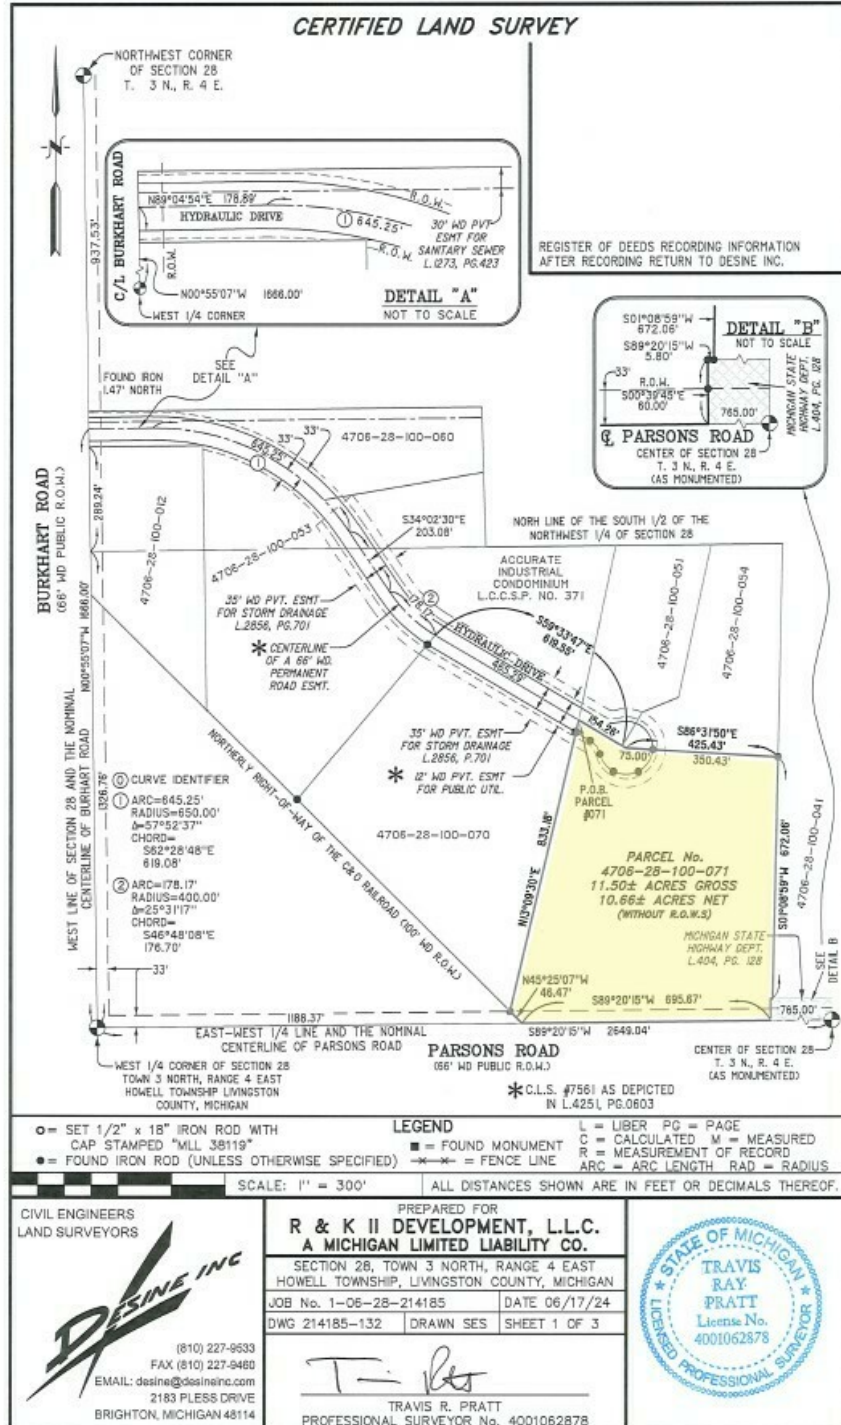 CERTIFIED LAND SURVEY
NORTHWEST CORNER
OF SECTION 28
T. 3 N., R. 4 E.
937.53'
N
C/L BURKHART ROAD
N89°04'54"E 178.89'
HYDRAULIC DRIVE
R.O.W.
1 645.25'
R.O.W.
R.O.W.
30' WD PVT
ESMT FOR
SANITARY SEWER
L.1273, PG.423
N00°55'07"W 1666.00'
WEST 1/4 CORNER
DETAIL "A"
NOT TO SCALE
REGISTER OF DEEDS RECORDING INFORMATION
AFTER RECORDING RETURN TO DESINE INC.
S01°08'59"W
672.06'
DETAIL "B"
NOT TO SCALE
S89°20'15"W
5.80'
33'
R.O.W.
S00°39'45"E
60.00'
765.00'
MICHIGAN STATE
HIGHWAY DEPT.
L.404, PG. 128
℄ PARSONS ROAD
CENTER OF SECTION 28
T. 3 N., R. 4 E.
(AS MONUMENTED)
SEE
DETAIL "A"
FOUND IRON
1.47' NORTH
BURKHART ROAD
(66' WD PUBLIC R.O.W.)
289.24'
645.25'
1
33'
33'
4706-28-100-060
4706-28-100-012
4706-28-100-053
S34°02'30"E
203.08'
NORH LINE OF THE SOUTH 1/2 OF THE
NORTHWEST 1/4 OF SECTION 28
ACCURATE
INDUSTRIAL
CONDOMINIUM
L.C.C.S.P. NO. 371
4706-28-100-051
4706-28-100-054
35' WD PVT. ESMT
FOR STORM DRAINAGE
L.2856, PG.701
* CENTERLINE
OF A 66' WD.
PERMANENT
ROAD ESMT.
178.17'
2
HYDRAULIC DRIVE
465.29'
S59°33'47"E
619.55'
154.26'
S86°31'50"E
425.43'
75.00'
350.43'
35' WD PVT. ESMT
FOR STORM DRAINAGE
L.2856, P.701
* 12' WD PVT. ESMT
FOR PUBLIC UTIL.
P.O.B.
PARCEL
#071
WEST LINE OF SECTION 28 AND THE NOMINAL
CENTERLINE OF BURHART ROAD N00°55'07"W 1666.00'
1326.76'
0 CURVE IDENTIFIER
1 ARC=645.25'
RADIUS=650.00'
Δ=57°52'37"
CHORD=
S62°28'48"E
619.08'
2 ARC=178.17'
RADIUS=400.00'
Δ=25°31'17"
CHORD=
S46°48'08"E
176.70'
33'
NORTHERLY RIGHT-OF-WAY OF THE C&O RAILROAD (100' WD R.O.W.)
4706-28-100-070
N13°09'30"E 833.18'
PARCEL No.
4706-28-100-071
11.50± ACRES GROSS
10.66± ACRES NET
(WITHOUT R.O.W.S)
S01°08'59"W 672.06'
4706-28-100-041
MICHIGAN STATE
HIGHWAY DEPT.
L.404, PG. 128
SEE
DETAIL B
N45°25'07"W
46.47'
S89°20'15"W 695.67'
765.00'
1188.37'
EAST-WEST 1/4 LINE AND THE NOMINAL
CENTERLINE OF PARSONS ROAD
S89°20'15"W 2649.04'
PARSONS ROAD
(66' WD PUBLIC R.O.W.)
WEST 1/4 CORNER OF SECTION 28
TOWN 3 NORTH, RANGE 4 EAST
HOWELL TOWNSHIP LIVINGSTON
COUNTY, MICHIGAN
CENTER OF SECTION 28
T. 3 N., R. 4 E.
(AS MONUMENTED)
* C.L.S. #7561 AS DEPICTED
IN L.4251, PG.0603
LEGEND
O= SET 1/2" x 18" IRON ROD WITH
CAP STAMPED "MLL 38119"
●= FOUND IRON ROD (UNLESS OTHERWISE SPECIFIED)
■ = FOUND MONUMENT
= FENCE LINE
L = LIBER PG = PAGE
C = CALCULATED M = MEASURED
R = MEASUREMENT OF RECORD
ARC = ARC LENGTH RAD = RADIUS
SCALE: 1" = 300'
ALL DISTANCES SHOWN ARE IN FEET OR DECIMALS THEREOF.
CIVIL ENGINEERS
LAND SURVEYORS
DESINE INC
(810) 227-9533
FAX (810) 227-9460
EMAIL: desine@desineinc.com
2183 PLESS DRIVE
BRIGHTON, MICHIGAN 48114
PREPARED FOR
R & K II DEVELOPMENT, L.L.C.
A MICHIGAN LIMITED LIABILITY CO.
SECTION 28, TOWN 3 NORTH, RANGE 4 EAST
HOWELL TOWNSHIP, LIVINGSTON COUNTY, MICHIGAN
JOB No. 1-06-28-214185
DATE 06/17/24
DWG 214185-132
DRAWN SES
SHEET 1 OF 3
TRAVIS R. PRATT
PROFESSIONAL SURVEYOR No. 4001062878
STATE OF MICHIGAN
TRAVIS
RAY
PRATT
License No.
4001062878
LICENSED PROFESSIONAL SURVEYOR